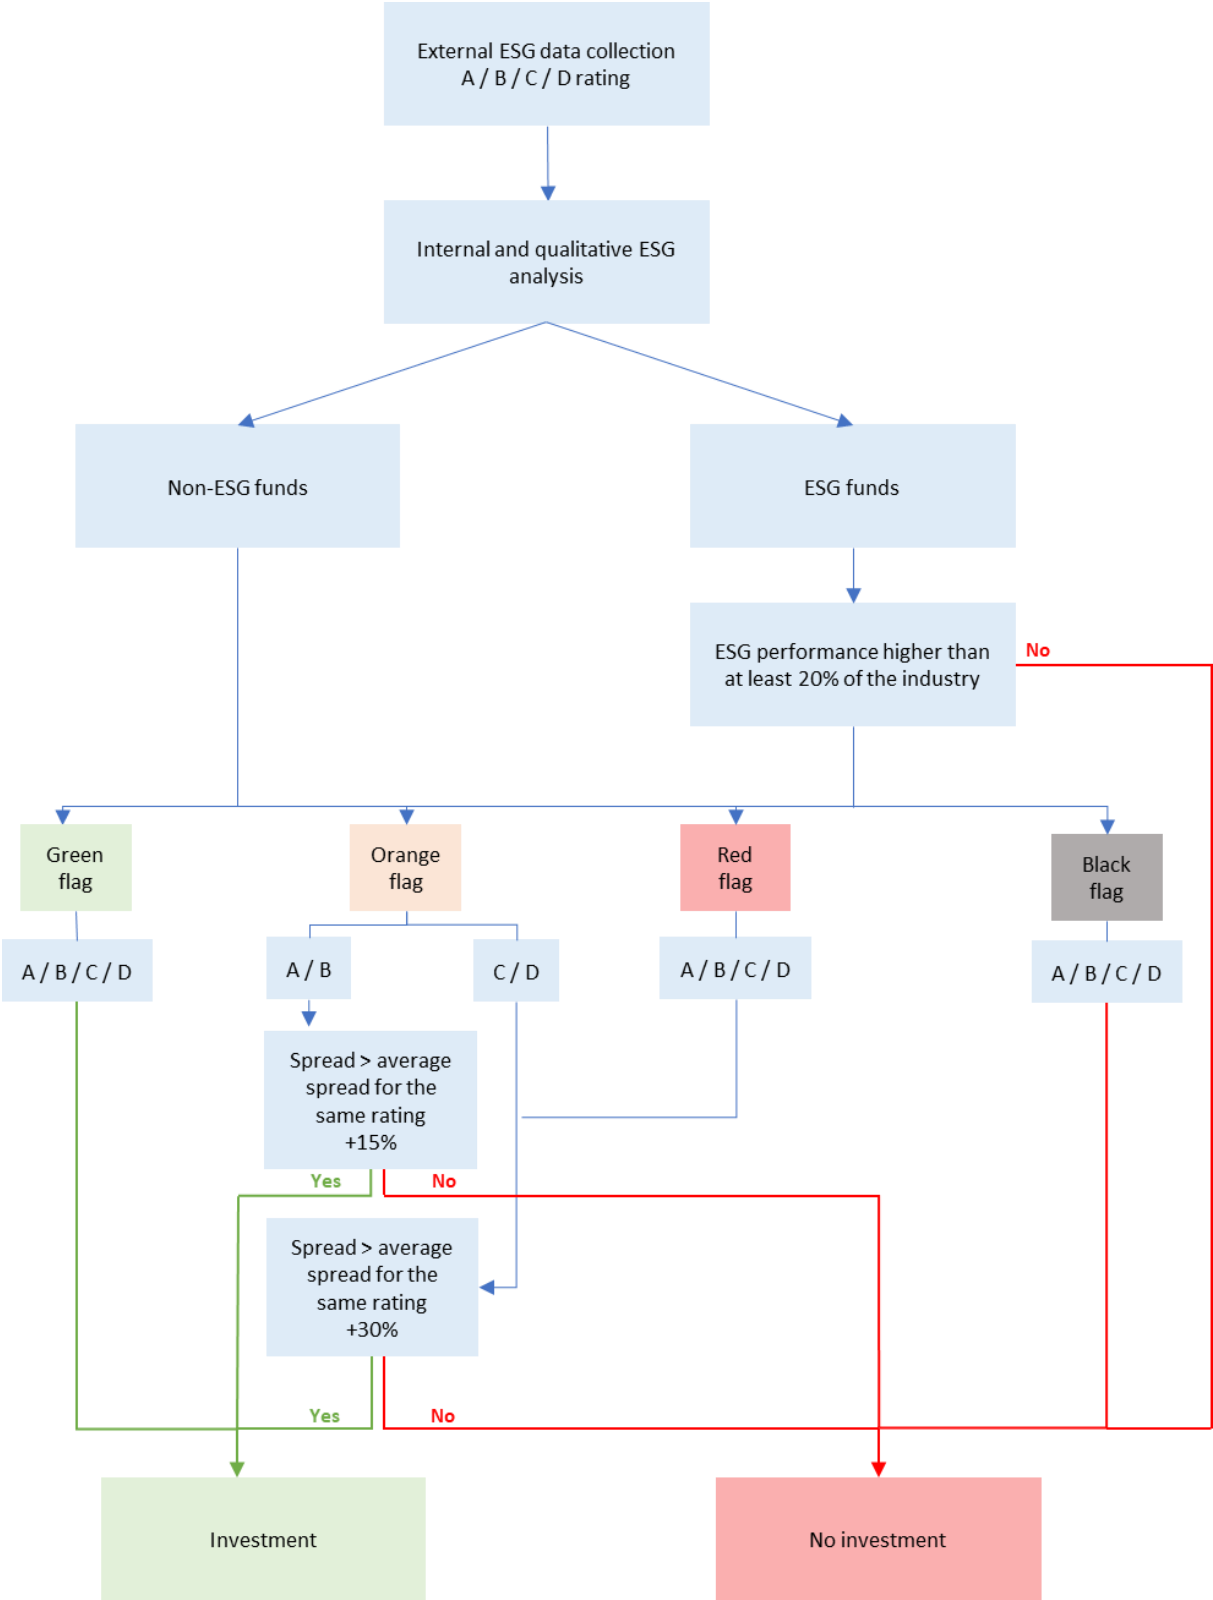 External ESG data collection
A / B / C / D rating
Internal and qualitative ESG
analysis
Non-ESG funds
ESG funds
ESG performance higher than
at least 20% of the industry
No
Green
flag
Orange
flag
Red
flag
Black
flag
A / B / C / D
A / B
C / D
A / B / C / D
A / B / C / D
Spread > average
spread for the
same rating
+15%
Yes
No
Spread > average
spread for the
same rating
+30%
Yes
No
Investment
No investment